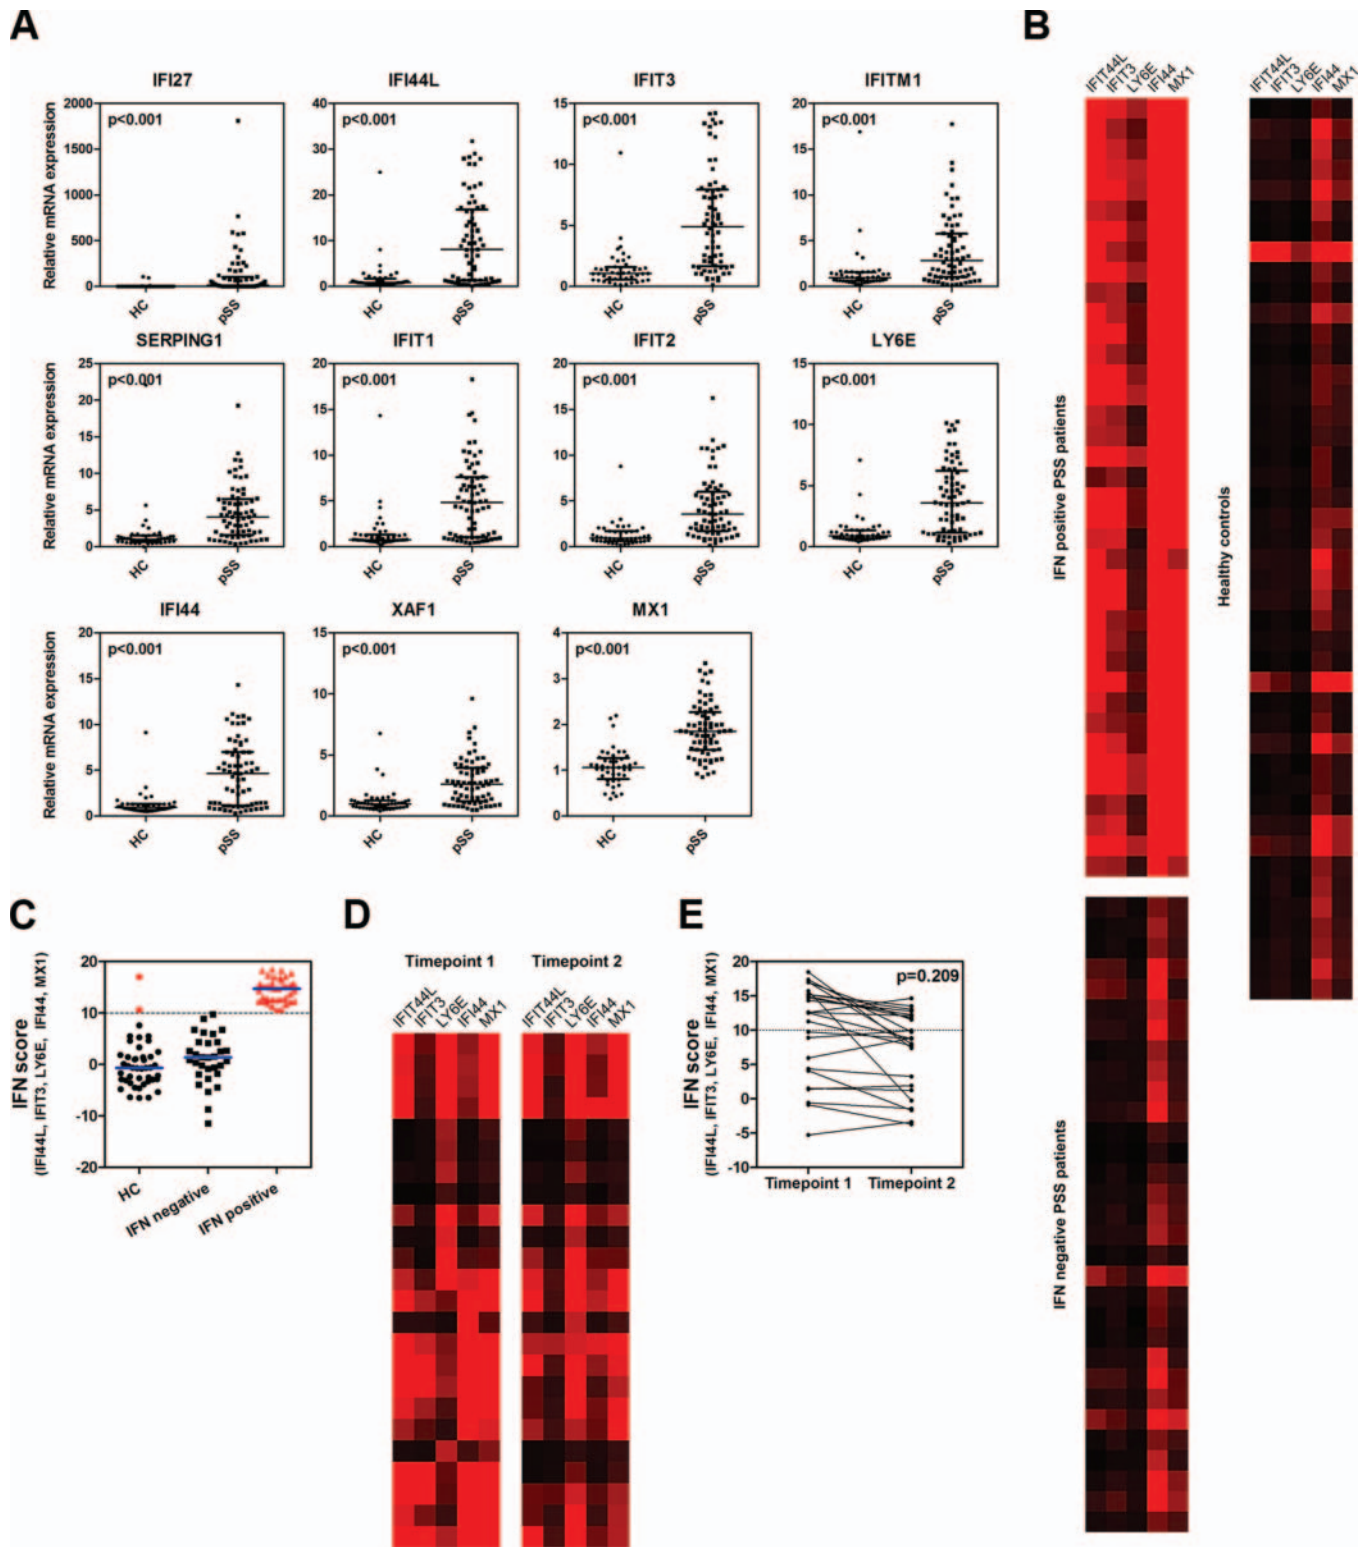 A
B
IFI27
IFI44L
IFIT3
IFITM1
Relative mRNA expression
2000
1500
1000
500
0
p<0.001
HC
pSS
40
30
20
10
0
p<0.001
HC
pSS
15
10
5
0
p<0.001
HC
pSS
20
15
10
5
0
p<0.001
HC
pSS
SERPING1
IFIT1
IFIT2
LY6E
Relative mRNA expression
25
20
15
10
5
0
p<0.001
HC
pSS
20
15
10
5
0
p<0.001
HC
pSS
20
15
10
5
0
p<0.001
HC
pSS
15
10
5
0
p<0.001
HC
pSS
IFI44
XAF1
MX1
Relative mRNA expression
20
15
10
5
0
p<0.001
HC
pSS
15
10
5
0
p<0.001
HC
pSS
4
3
2
1
0
p<0.001
HC
pSS
IFIT44L
IFIT3
LY6E
IFI44
MX1
IFIT44L
IFIT3
LY6E
IFI44
MX1
IFN positive PSS patients
Healthy controls
IFN negative PSS patients
C
IFN score
(IFI44L, IFIT3, LY6E, IFI44, MX1)
20
10
0
-10
-20
HC
IFN negative
IFN positive
D
Timepoint 1
Timepoint 2
IFIT44L
IFIT3
LY6E
IFI44
MX1
IFIT44L
IFIT3
LY6E
IFI44
MX1
E
IFN score
(IFI44L, IFIT3, LY6E, IFI44, MX1)
20
15
10
5
0
-5
-10
p=0.209
Timepoint 1
Timepoint 2